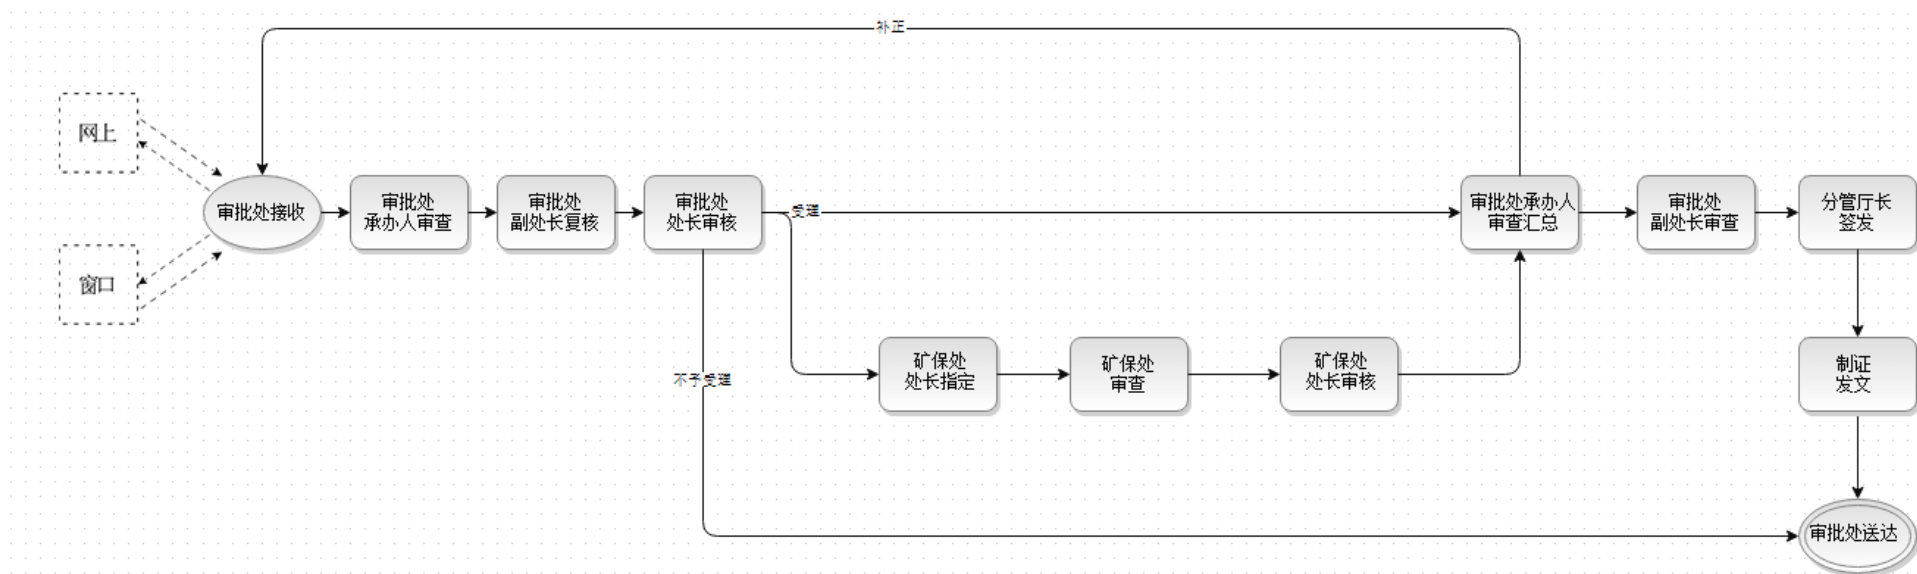 补正
网上
审批处接收
审批处
承办人审查
审批处
副处长复核
审批处
处长审核
受理
审批处承办人
审查汇总
审批处
副处长审查
分管厅长
签发
窗口
不予受理
矿保处
处长指定
矿保处
审查
矿保处
处长审核
制证
发文
审批处送达